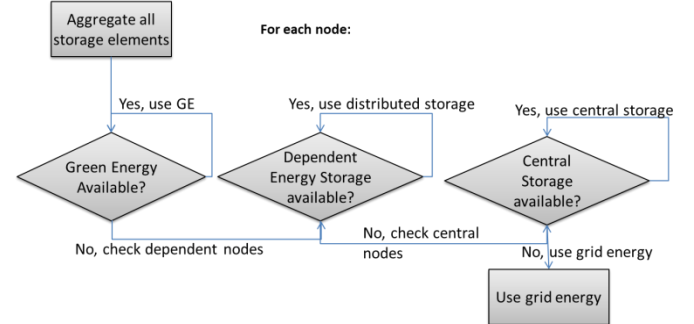 Aggregate all
storage elements
For each node:
Yes, use GE
Yes, use distributed storage
Yes, use central storage
Green Energy
Available?
Dependent
Energy Storage
available?
Central
Storage
available?
No, check dependent nodes
No, check central
nodes
No, use grid energy
Use grid energy